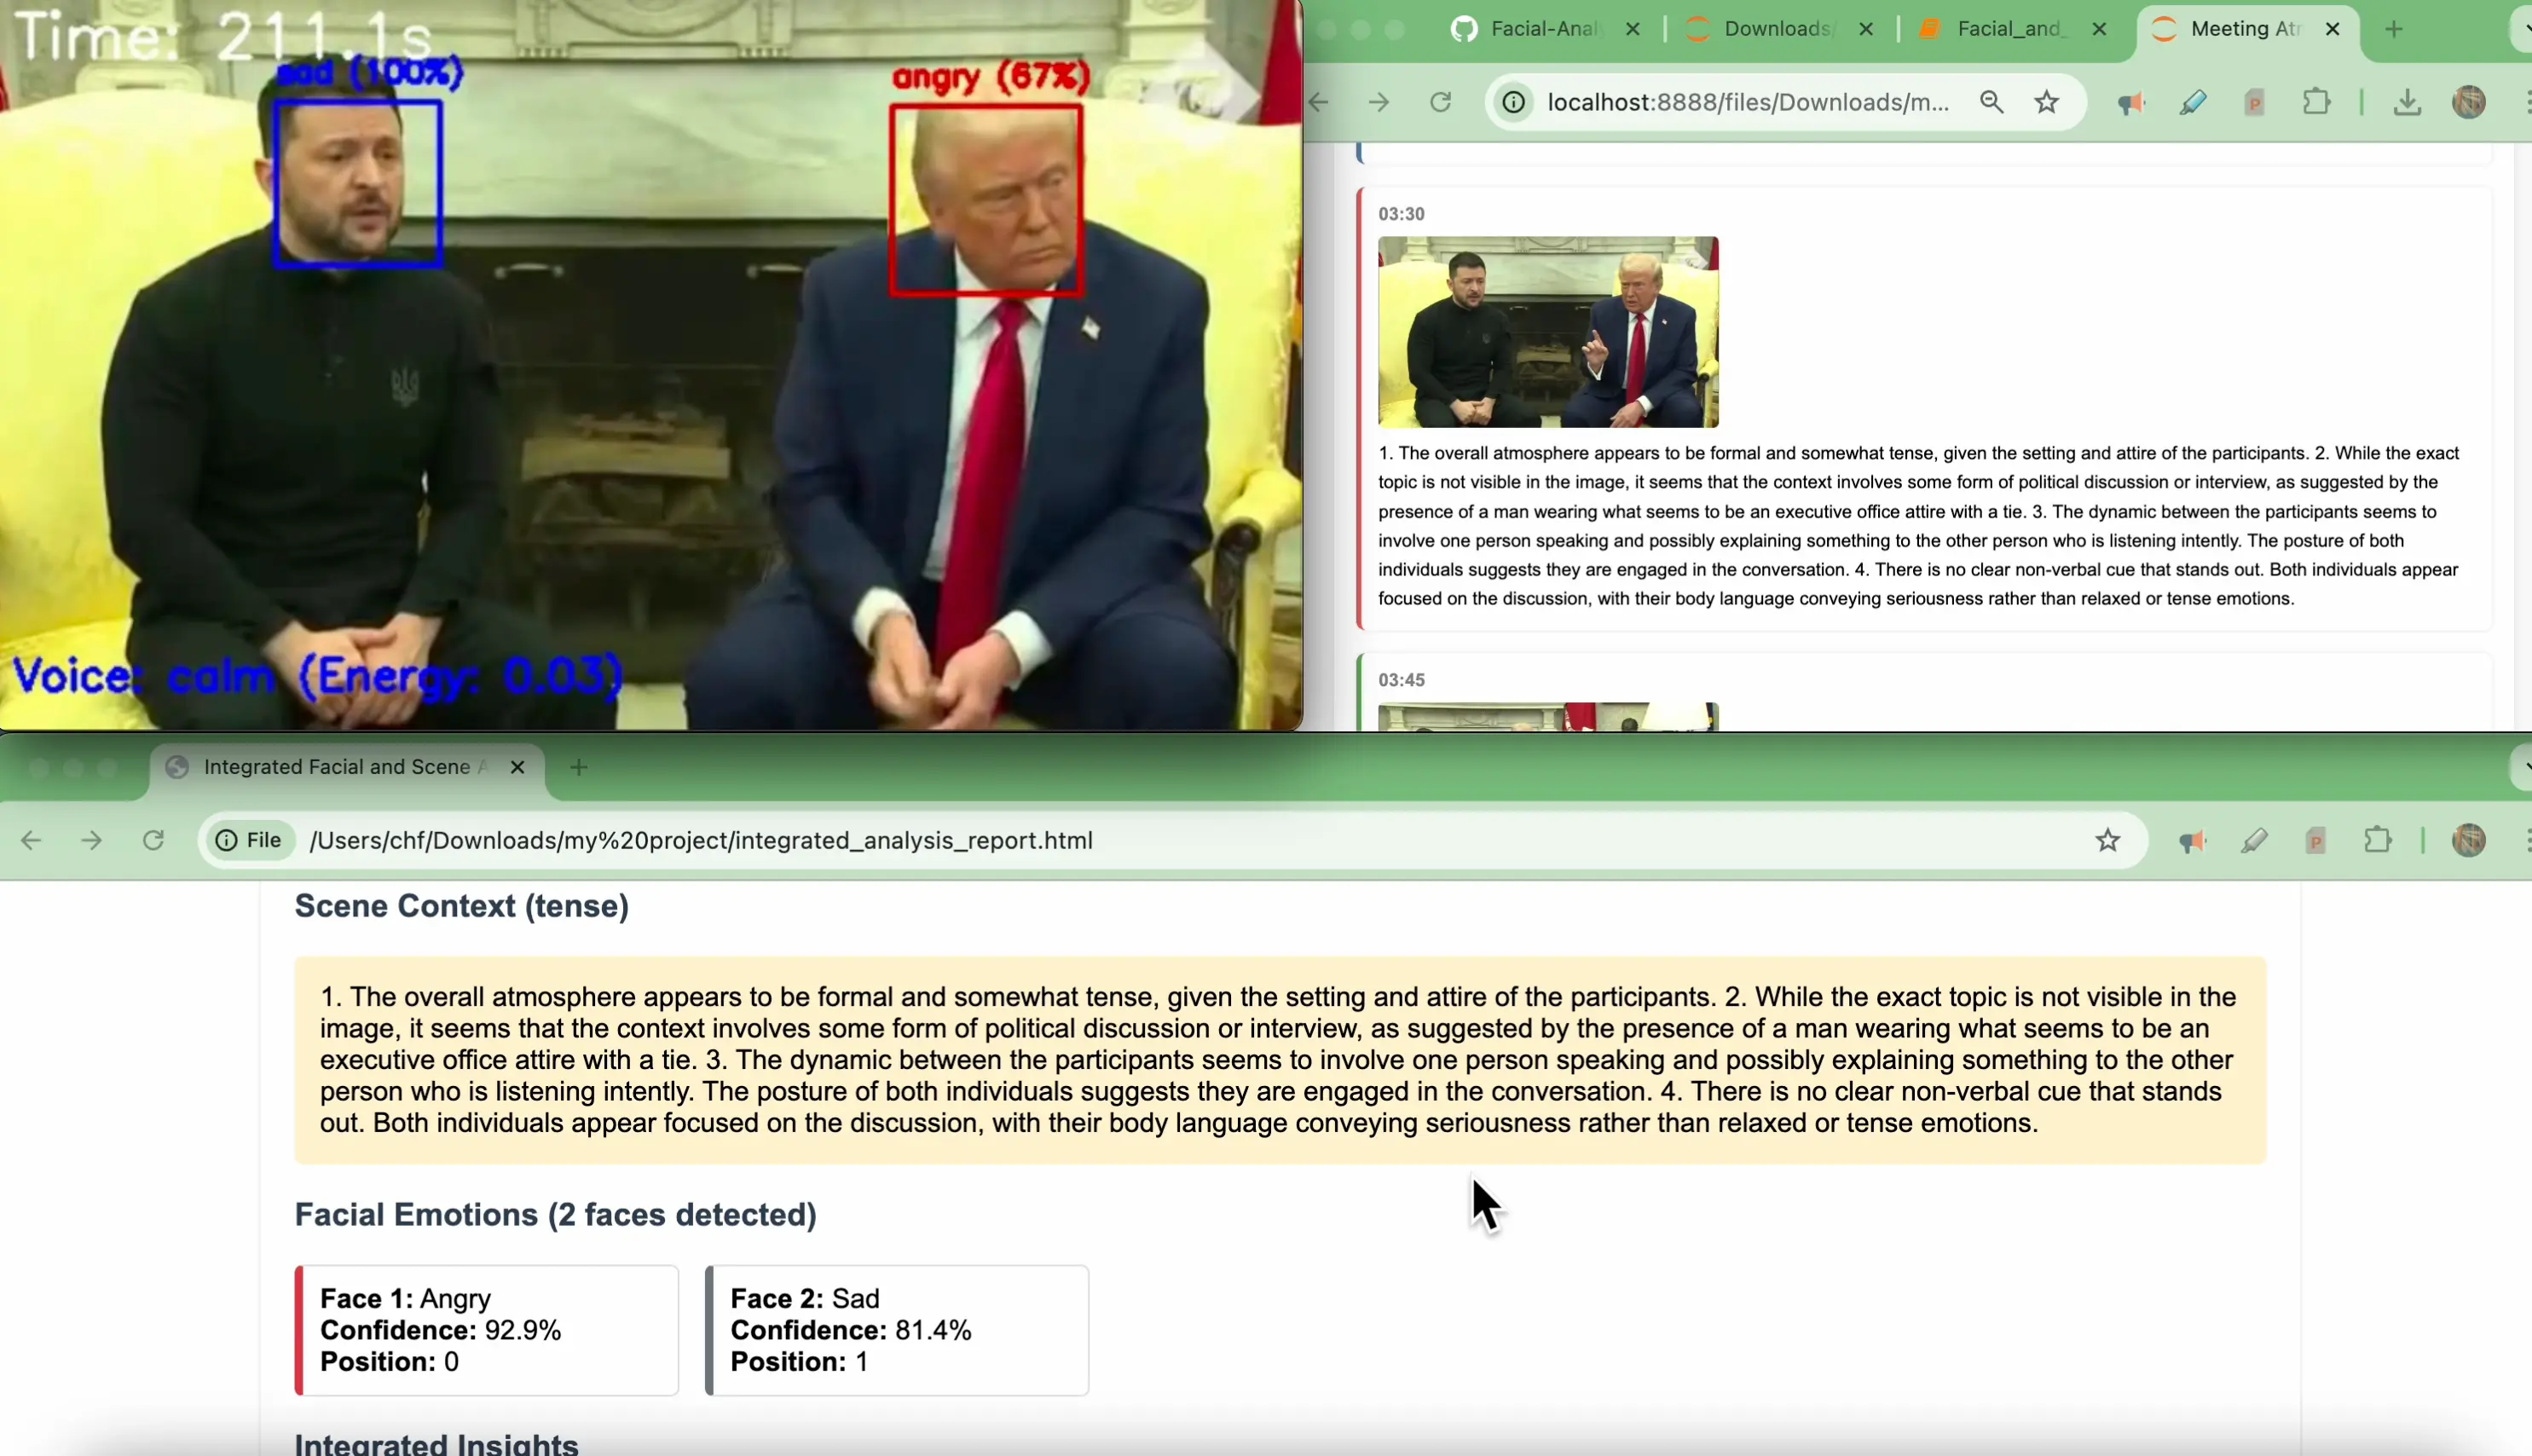 Time: 211.1s
sad (100%)
angry (67%)
Voice: calm (Energy: 0.03)
Facial-Anal
Downloads/
Facial_and_
Meeting Atr
localhost:8888/files/Downloads/m...
03:30
1. The overall atmosphere appears to be formal and somewhat tense, given the setting and attire of the participants. 2. While the exact
topic is not visible in the image, it seems that the context involves some form of political discussion or interview, as suggested by the
presence of a man wearing what seems to be an executive office attire with a tie. 3. The dynamic between the participants seems to
involve one person speaking and possibly explaining something to the other person who is listening intently. The posture of both
individuals suggests they are engaged in the conversation. 4. There is no clear non-verbal cue that stands out. Both individuals appear
focused on the discussion, with their body language conveying seriousness rather than relaxed or tense emotions.
03:45
Integrated Facial and Scene A
File
/Users/chf/Downloads/my%20project/integrated_analysis_report.html
Scene Context (tense)
1. The overall atmosphere appears to be formal and somewhat tense, given the setting and attire of the participants. 2. While the exact topic is not visible in the
image, it seems that the context involves some form of political discussion or interview, as suggested by the presence of a man wearing what seems to be an
executive office attire with a tie. 3. The dynamic between the participants seems to involve one person speaking and possibly explaining something to the other
person who is listening intently. The posture of both individuals suggests they are engaged in the conversation. 4. There is no clear non-verbal cue that stands
out. Both individuals appear focused on the discussion, with their body language conveying seriousness rather than relaxed or tense emotions.
Facial Emotions (2 faces detected)
Face 1: Angry
Confidence: 92.9%
Position: 0
Face 2: Sad
Confidence: 81.4%
Position: 1
Integrated Insights